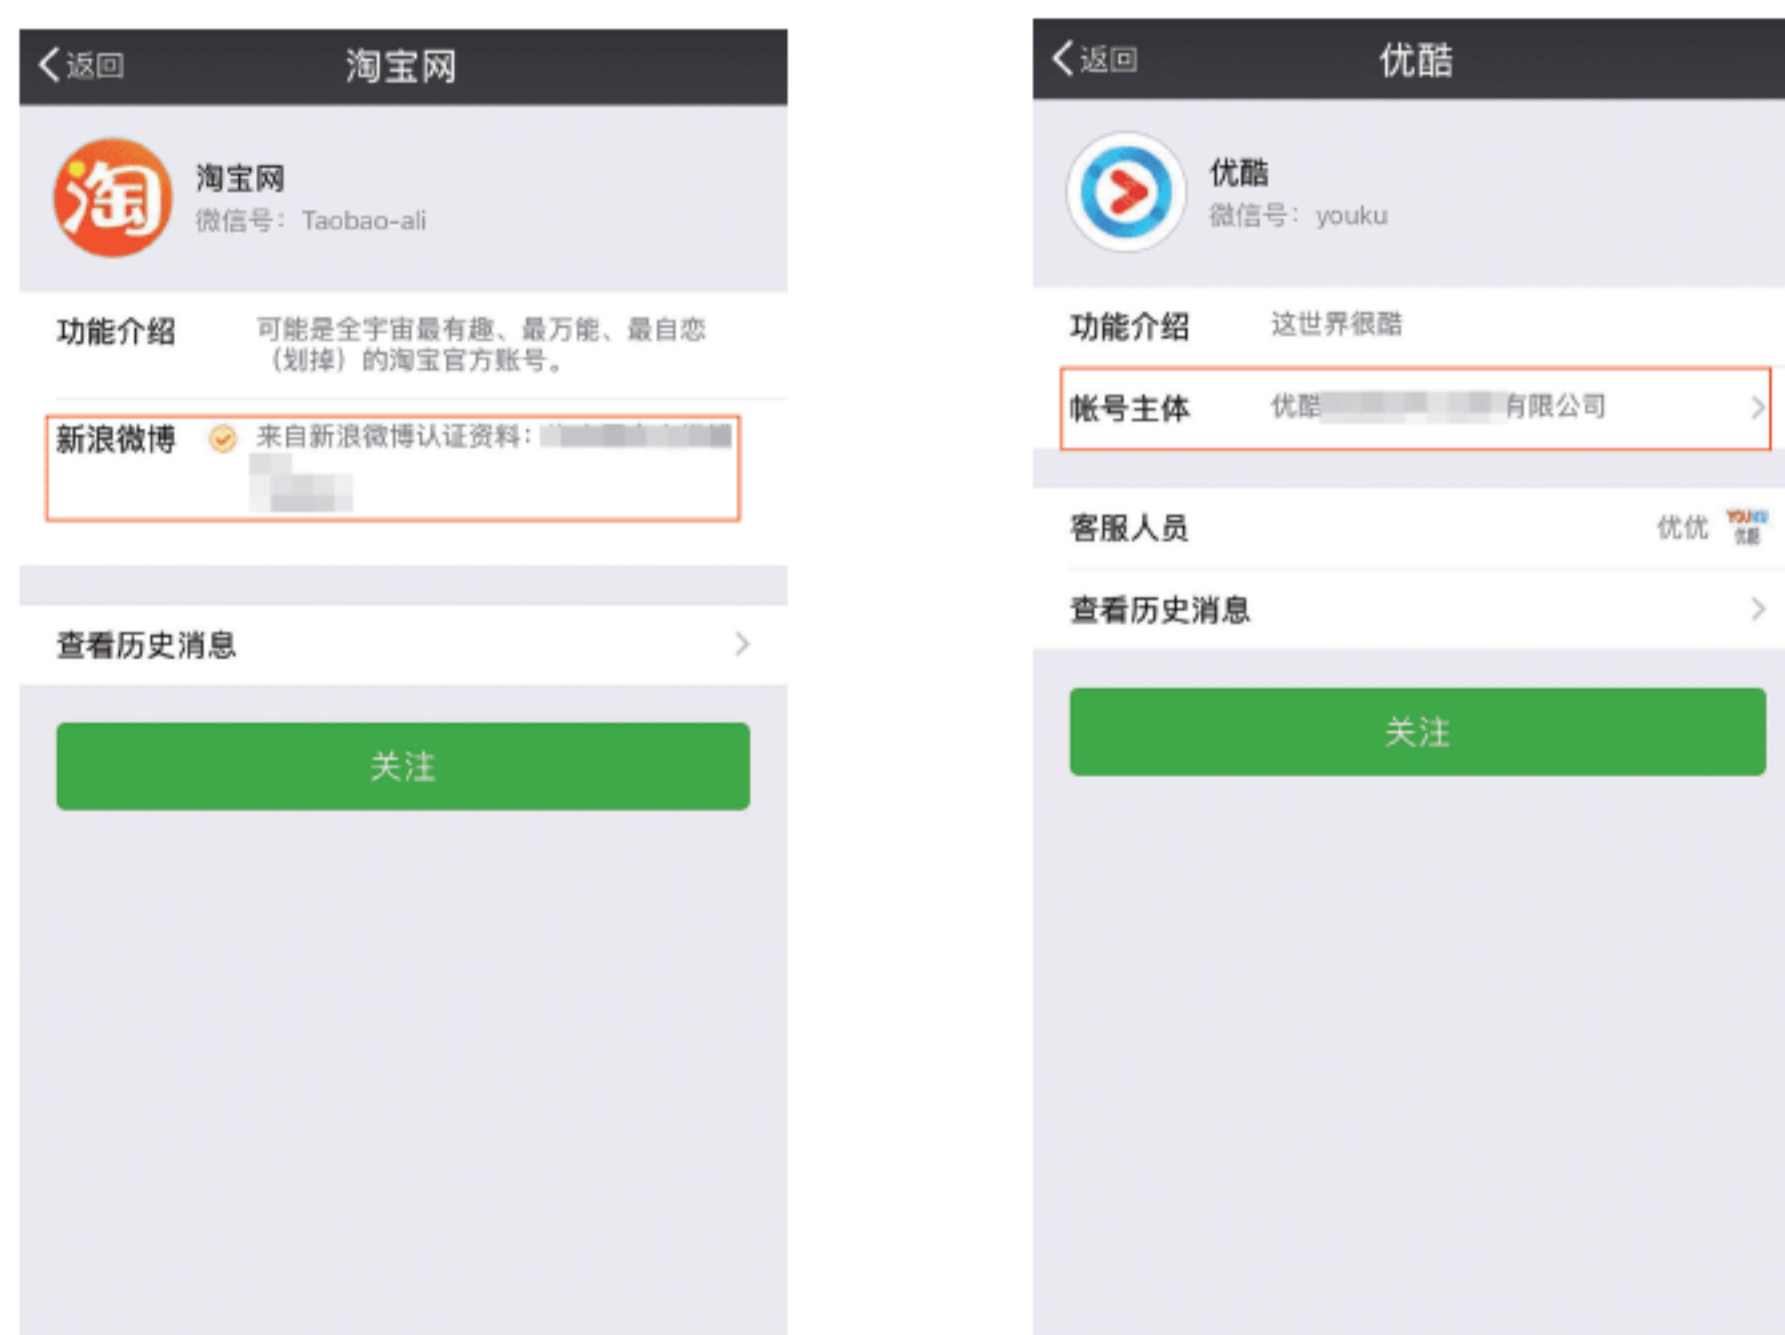 返回
淘宝网
淘
淘宝网
微信号：Taobao-ali
功能介绍
可能是全宇宙最有趣、最万能、最自恋
（划掉）的淘宝官方账号。
新浪微博
来自新浪微博认证资料：
查看历史消息
关注
返回
优酷
优酷
微信号：youku
功能介绍
这世界很酷
帐号主体
优酷
有限公司
客服人员
优优
YOUKU
优酷
查看历史消息
关注